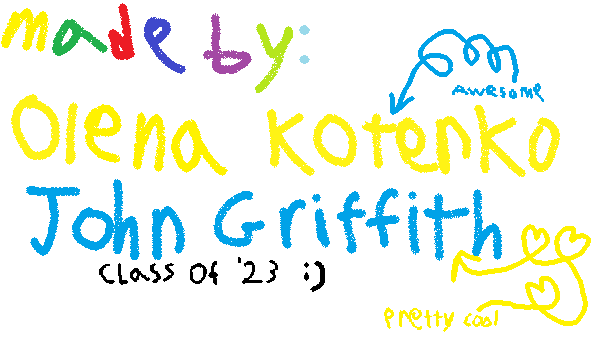 made by:
Awesome
Olena Kotenko
John Griffith
class of '23 :)
pretty cool